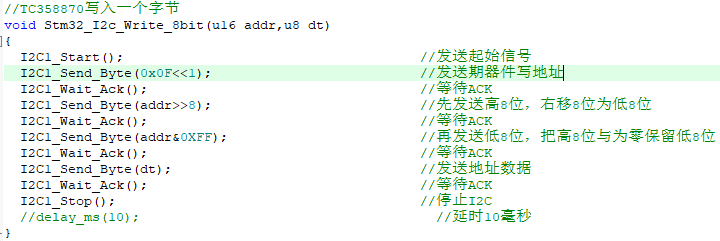 //TC358870写入一个字节
void Stm32_I2c_Write_8bit(u16 addr,u8 dt)
{
I2C1_Start(); //发送起始信号
I2C1_Send_Byte(0x0F<<1); //发送期器件写地址
I2C1_Wait_Ack(); //等待ACK
I2C1_Send_Byte(addr>>8); //先发送高8位，右移8位为低8位
I2C1_Wait_Ack(); //等待ACK
I2C1_Send_Byte(addr&0XFF); //再发送低8位，把高8位与为零保留低8位
I2C1_Wait_Ack(); //等待ACK
I2C1_Send_Byte(dt); //发送地址数据
I2C1_Wait_Ack(); //等待ACK
I2C1_Stop(); //停止I2C
//delay_ms(10); //延时10毫秒
}